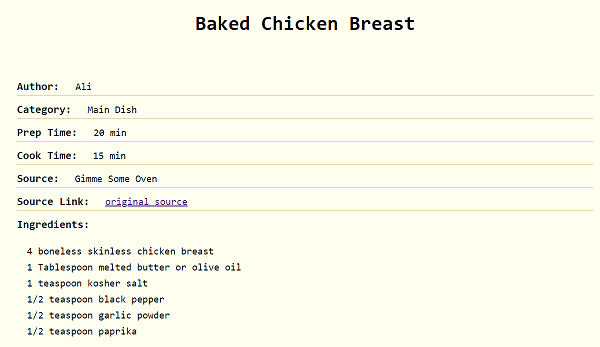 Baked Chicken Breast
Author: Ali
Category: Main Dish
Prep Time: 20 min
Cook Time: 15 min
Source: Gimme Some Oven
Source Link: original source
Ingredients:
4 boneless skinless chicken breast
1 Tablespoon melted butter or olive oil
1 teaspoon kosher salt
1/2 teaspoon black pepper
1/2 teaspoon garlic powder
1/2 teaspoon paprika